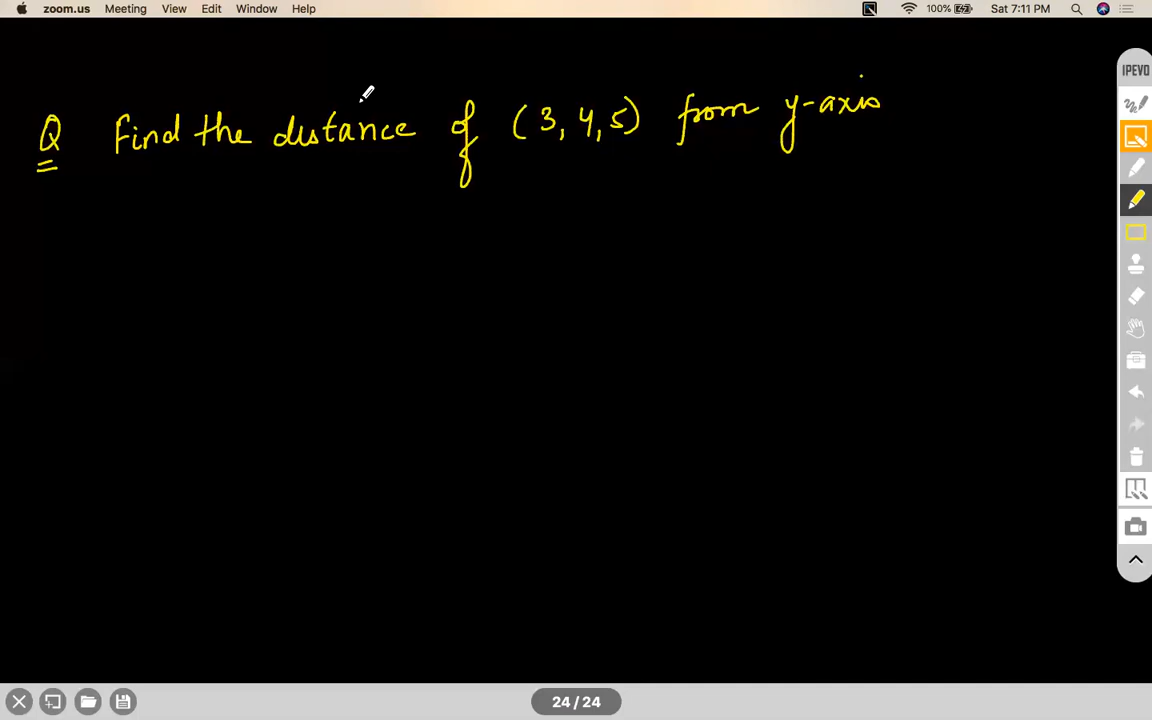 zoom.us Meeting View Edit Window Help 100% Sat 7:11 PM
IPEVO
Q Find the distance of (3, 4, 5) from y-axis
24 / 24